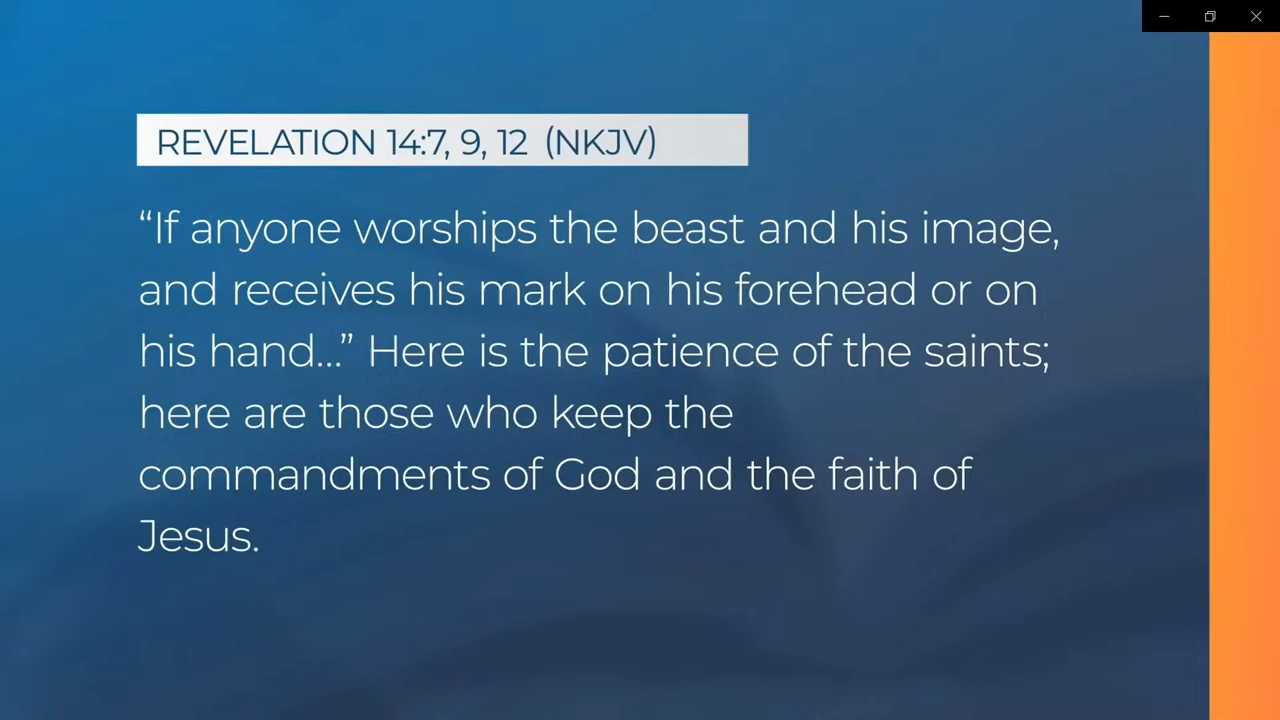 REVELATION 14:7, 9, 12 (NKJV)
“If anyone worships the beast and his image,
and receives his mark on his forehead or on
his hand...” Here is the patience of the saints;
here are those who keep the
commandments of God and the faith of
Jesus.